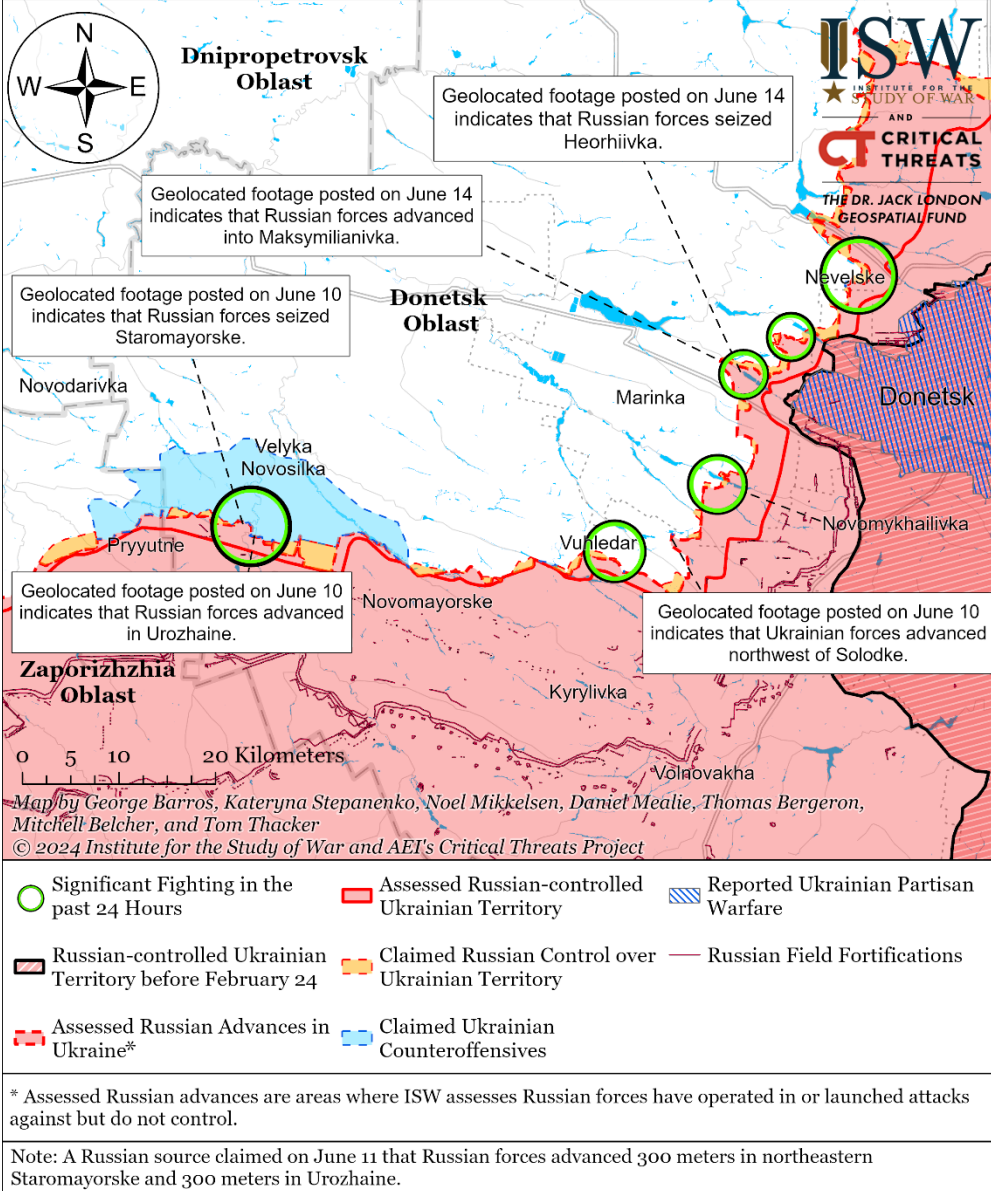 N
W
E
S
Dnipropetrovsk
Oblast
ISW
INSTITUTE FOR THE
STUDY OF WAR
AND
CT CRITICAL
THREATS
THE DR. JACK LONDON
GEOSPATIAL FUND
Geolocated footage posted on June 14
indicates that Russian forces seized
Heorhiivka.
Geolocated footage posted on June 14
indicates that Russian forces advanced
into Maksymilianivka.
Geolocated footage posted on June 10
indicates that Russian forces seized
Staromayorske.
Donetsk
Oblast
Nevelske
Novodarivka
Marinka
Donetsk
Velyka
Novosilka
Novomykhailivka
Pryyutne
Vuhledar
Geolocated footage posted on June 10
indicates that Russian forces advanced
in Urozhaine.
Novomayorske
Geolocated footage posted on June 10
indicates that Ukrainian forces advanced
northwest of Solodke.
Zaporizhzhia
Oblast
Kyrylivka
0 5 10 20 Kilometers
Volnovakha
Map by George Barros, Kateryna Stepanenko, Noel Mikkelsen, Daniel Mealie, Thomas Bergeron,
Mitchell Belcher, and Tom Thacker
© 2024 Institute for the Study of War and AEI's Critical Threats Project
Significant Fighting in the
past 24 Hours
Assessed Russian-controlled
Ukrainian Territory
Reported Ukrainian Partisan
Warfare
Russian-controlled Ukrainian
Territory before February 24
Claimed Russian Control over
Ukrainian Territory
Russian Field Fortifications
Assessed Russian Advances in
Ukraine*
Claimed Ukrainian
Counteroffensives
* Assessed Russian advances are areas where ISW assesses Russian forces have operated in or launched attacks
against but do not control.
Note: A Russian source claimed on June 11 that Russian forces advanced 300 meters in northeastern
Staromayorske and 300 meters in Urozhaine.